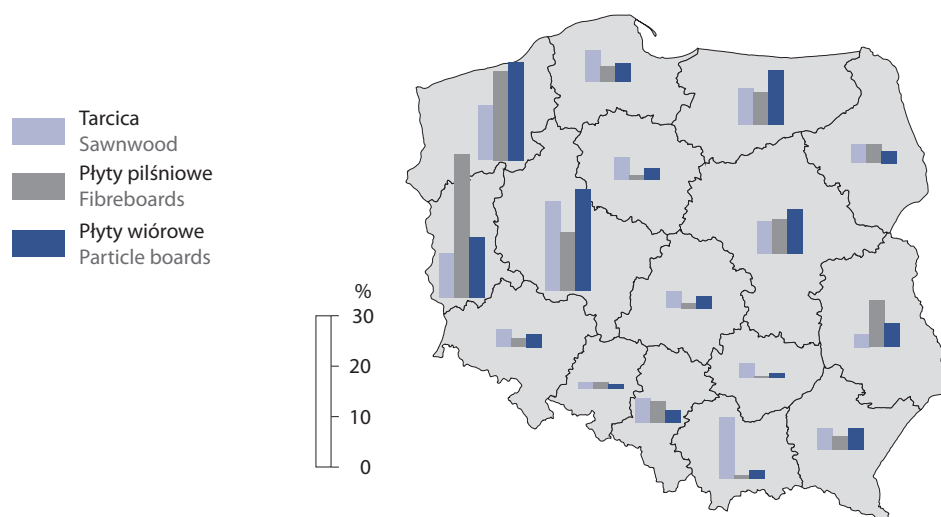 Tarcica
Sawnwood
Płyty pilśniowe
Fibreboards
Płyty wiórowe
Particle boards
%
30
20
10
0